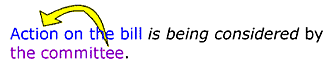 Action on the bill is being considered by
the committee.